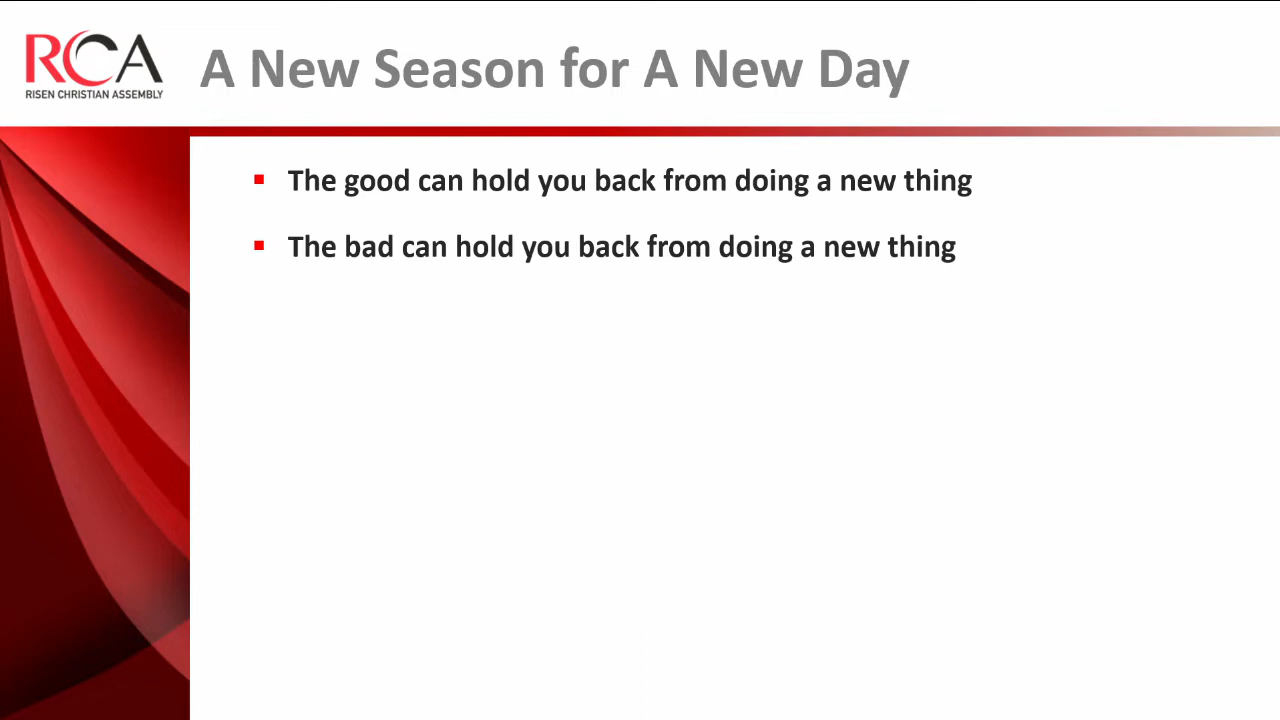 RCA
RISEN CHRISTIAN ASSEMBLY
A New Season for A New Day
The good can hold you back from doing a new thing
The bad can hold you back from doing a new thing